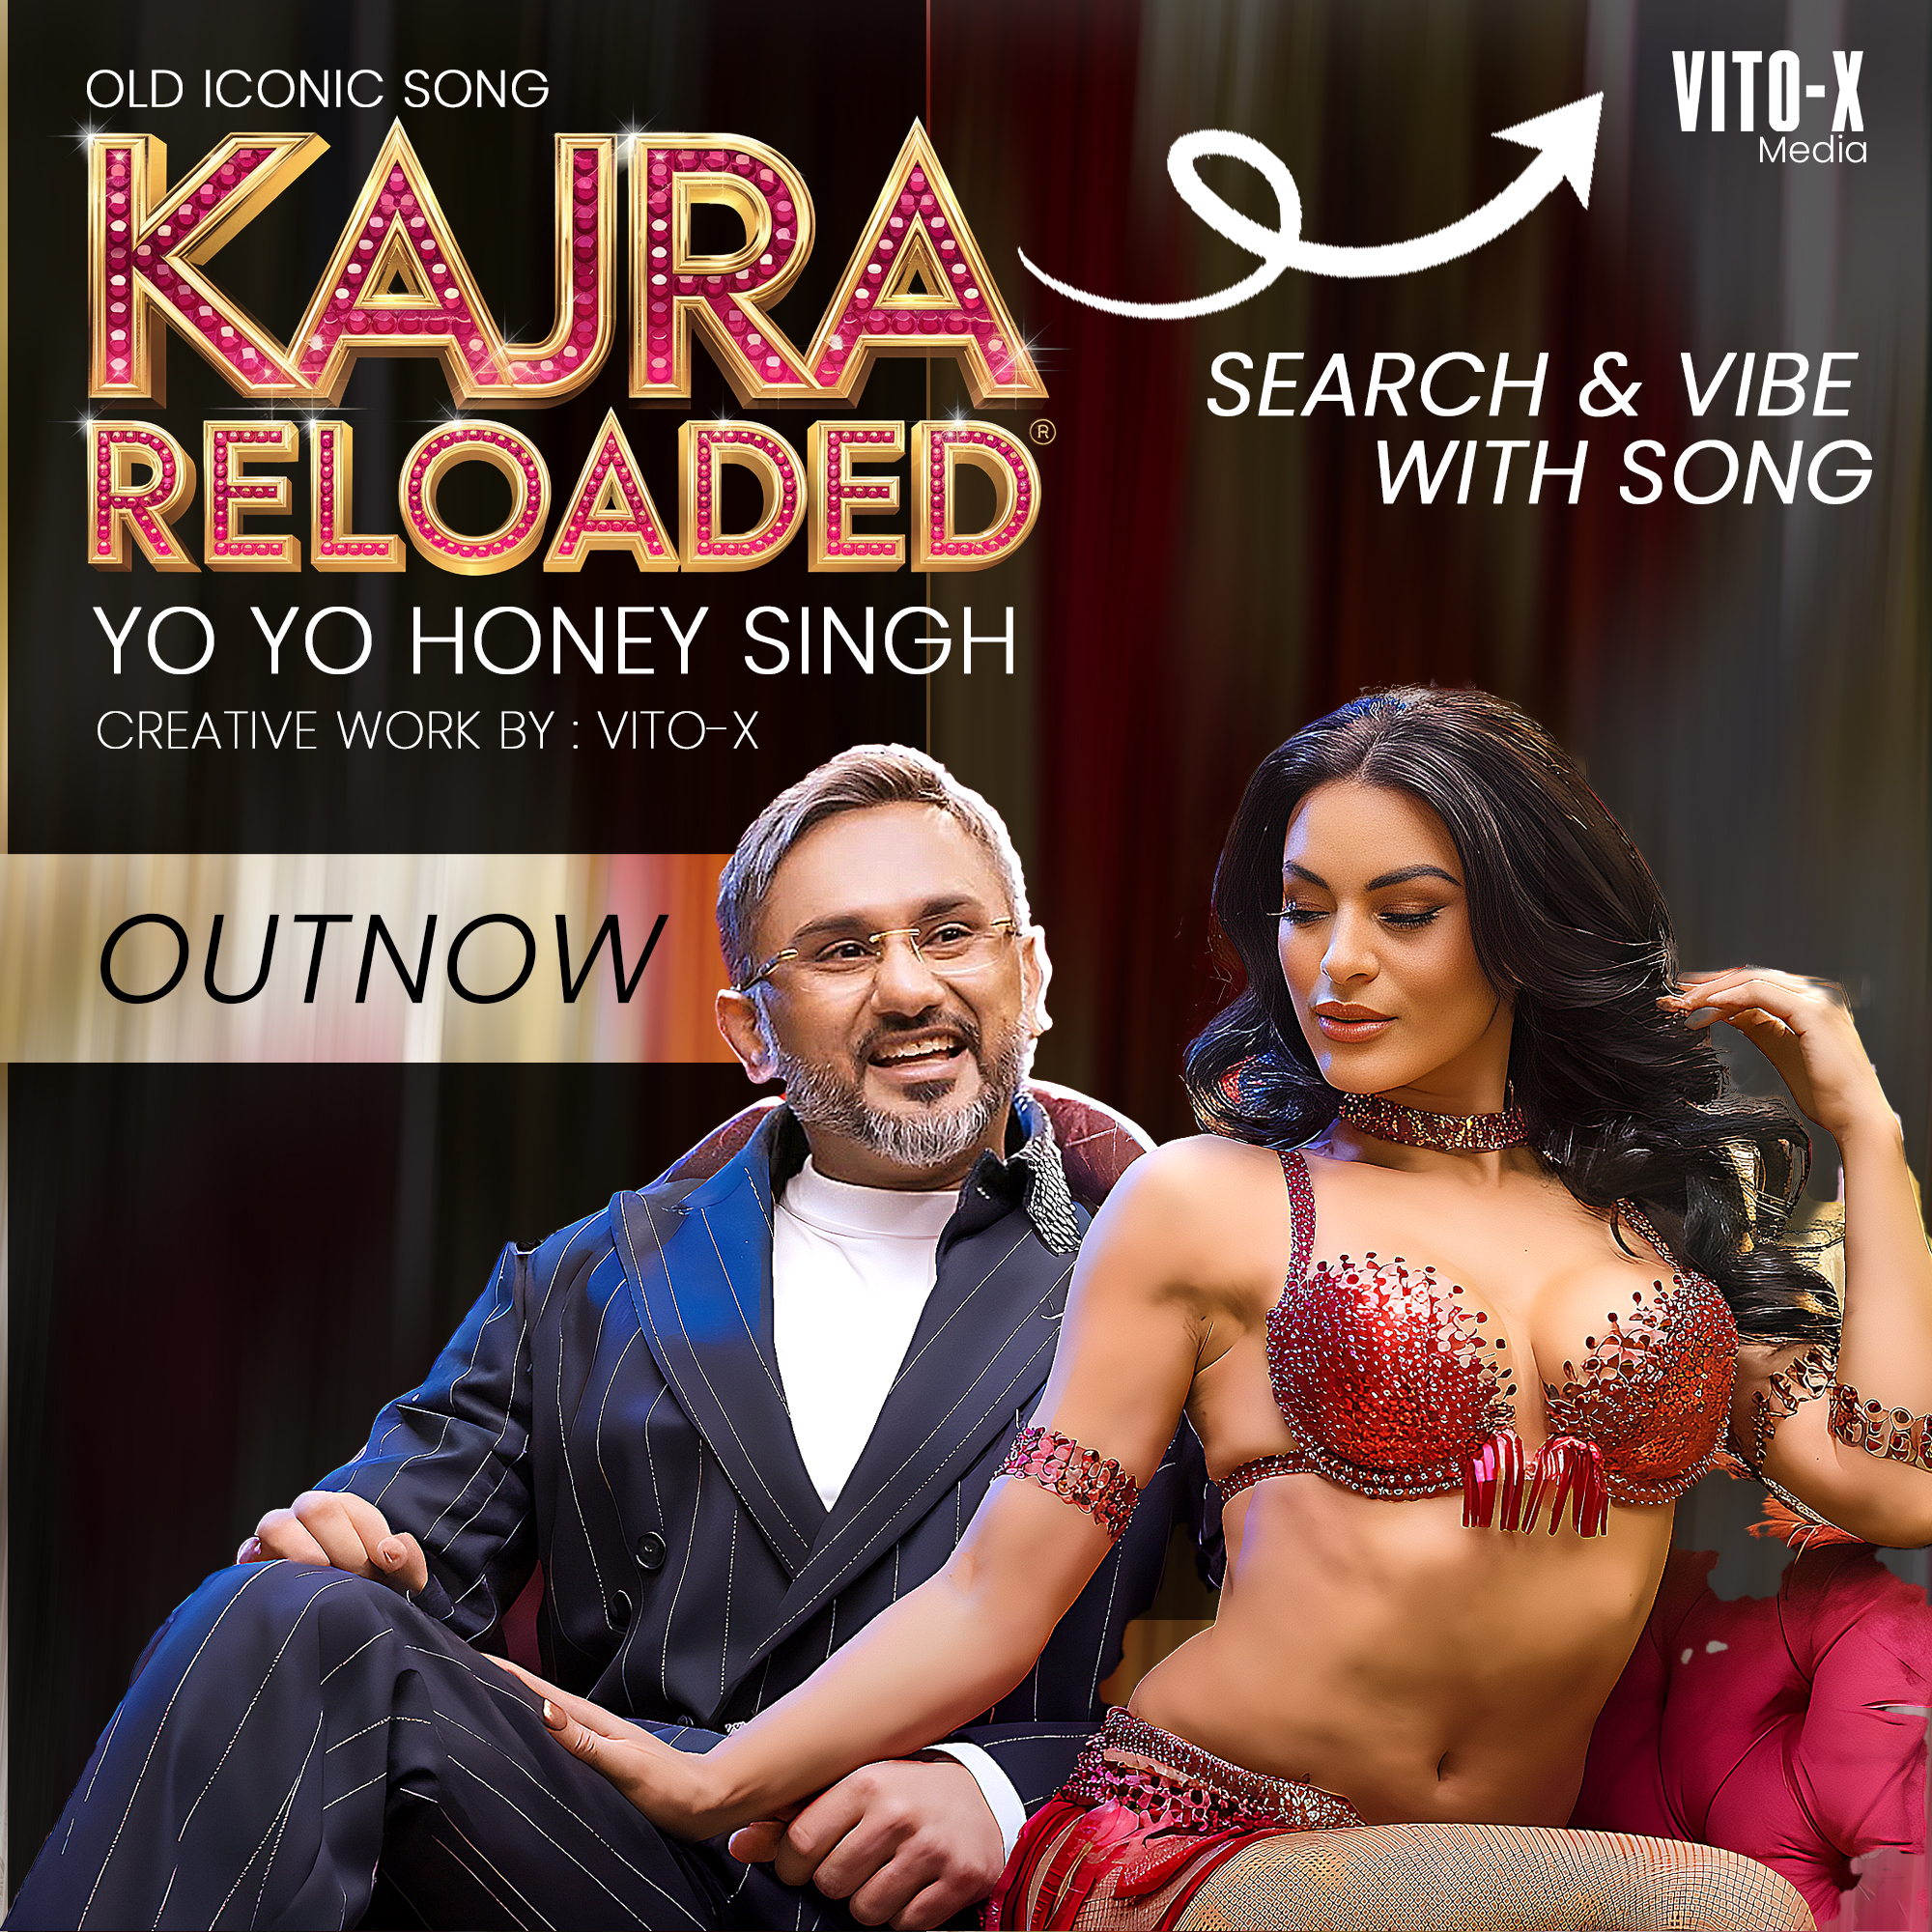 OLD ICONIC SONG
KAJRA
RELOADED®
YO YO HONEY SINGH
CREATIVE WORK BY : VITO-X
OUTNOW
VITO-X
Media
SEARCH & VIBE
WITH SONG